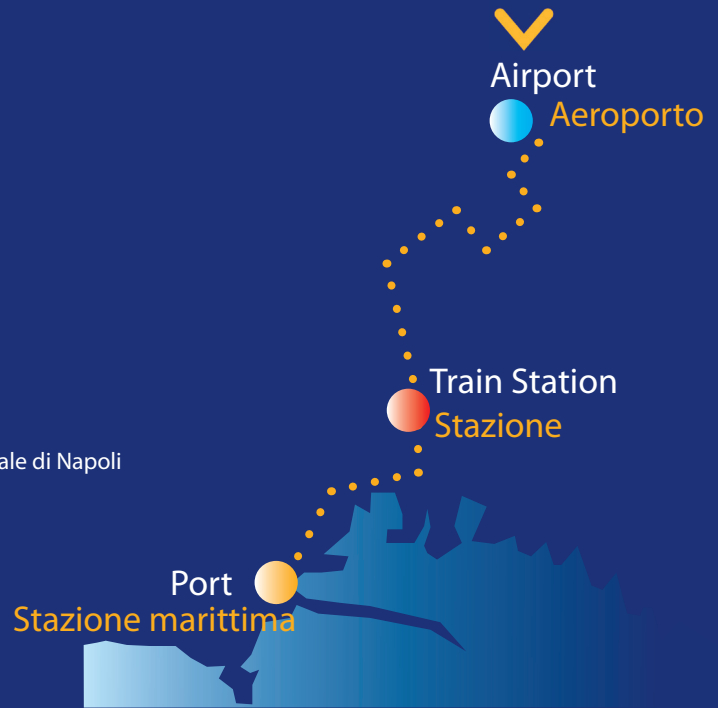 Airport
Aeroporto
Train Station
Stazione
ale di Napoli
Port
Stazione marittima